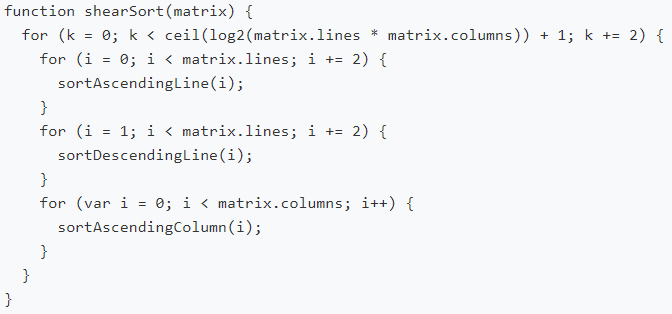 function shearSort(matrix) {
  for (k = 0; k < ceil(log2(matrix.lines * matrix.columns)) + 1; k += 2) {
    for (i = 0; i < matrix.lines; i += 2) {
      sortAscendingLine(i);
    }
    for (i = 1; i < matrix.lines; i += 2) {
      sortDescendingLine(i);
    }
    for (var i = 0; i < matrix.columns; i++) {
      sortAscendingColumn(i);
    }
  }
}